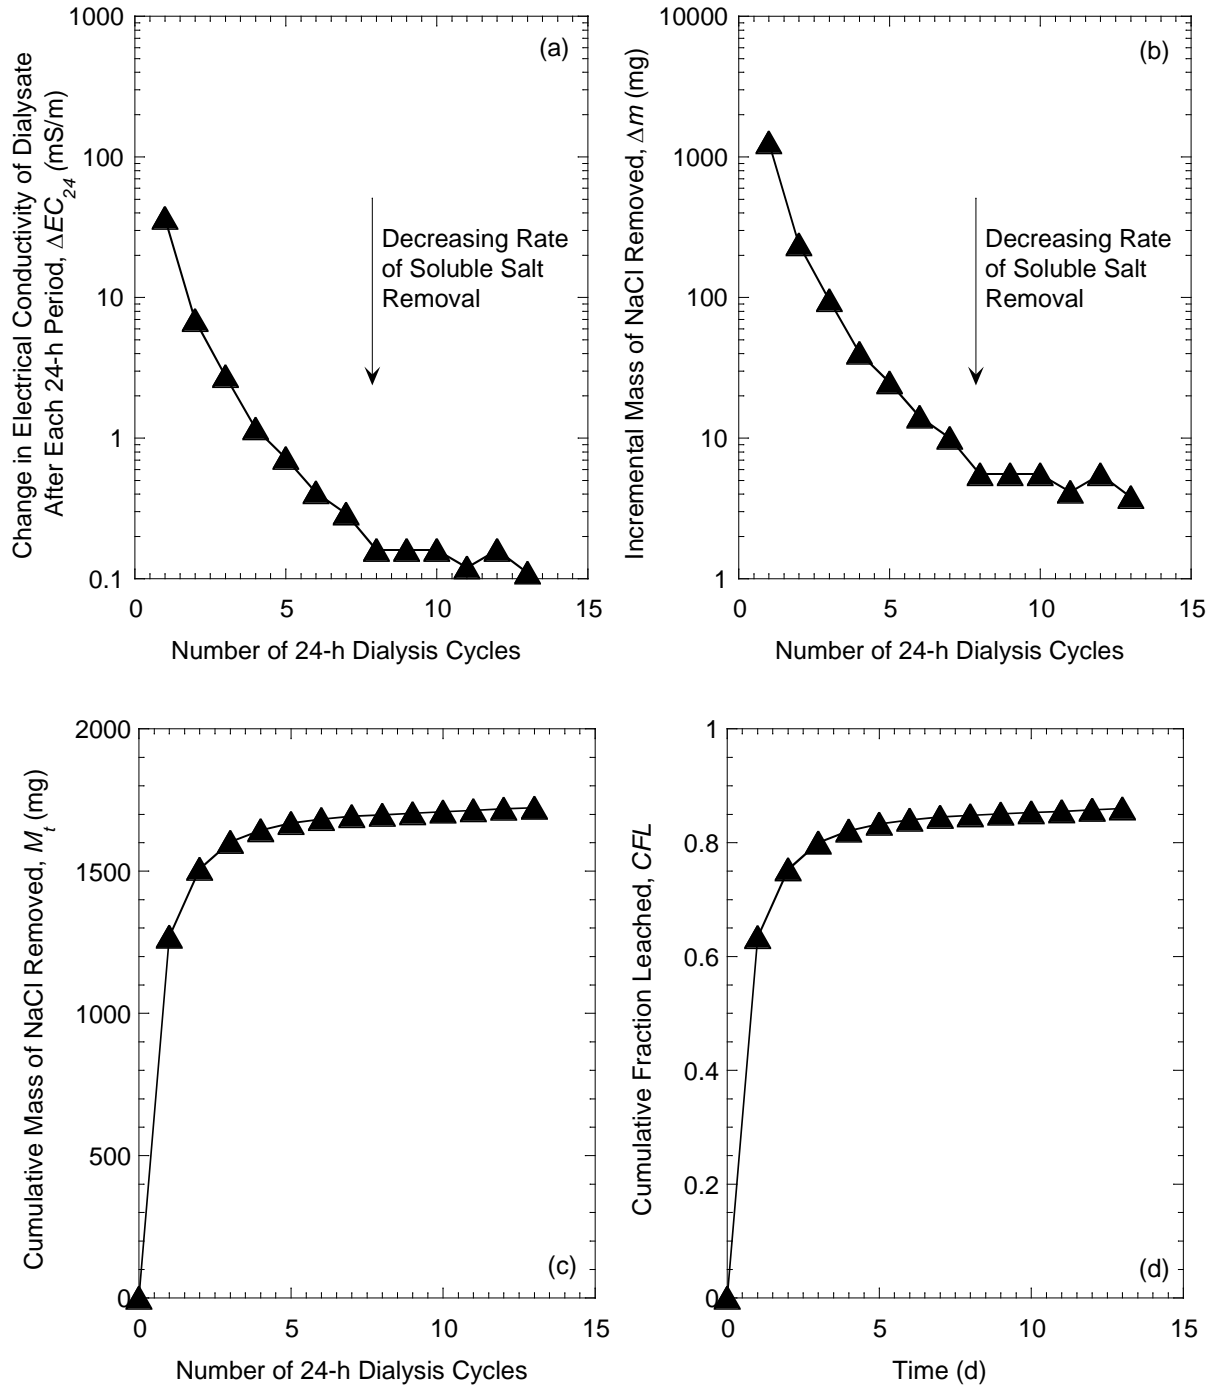 Change in Electrical Conductivity of Dialysate
After Each 24-h Period, ΔEC24 (mS/m)
1000
100
10
1
0.1
(a)
Decreasing Rate
of Soluble Salt
Removal
0 5 10 15
Number of 24-h Dialysis Cycles
Incremental Mass of NaCl Removed, Δm (mg)
10000
1000
100
10
1
(b)
Decreasing Rate
of Soluble Salt
Removal
0 5 10 15
Number of 24-h Dialysis Cycles
Cumulative Mass of NaCl Removed, Mt (mg)
2000
1500
1000
500
0
(c)
0 5 10 15
Number of 24-h Dialysis Cycles
Cumulative Fraction Leached, CFL
1
0.8
0.6
0.4
0.2
0
(d)
0 5 10 15
Time (d)